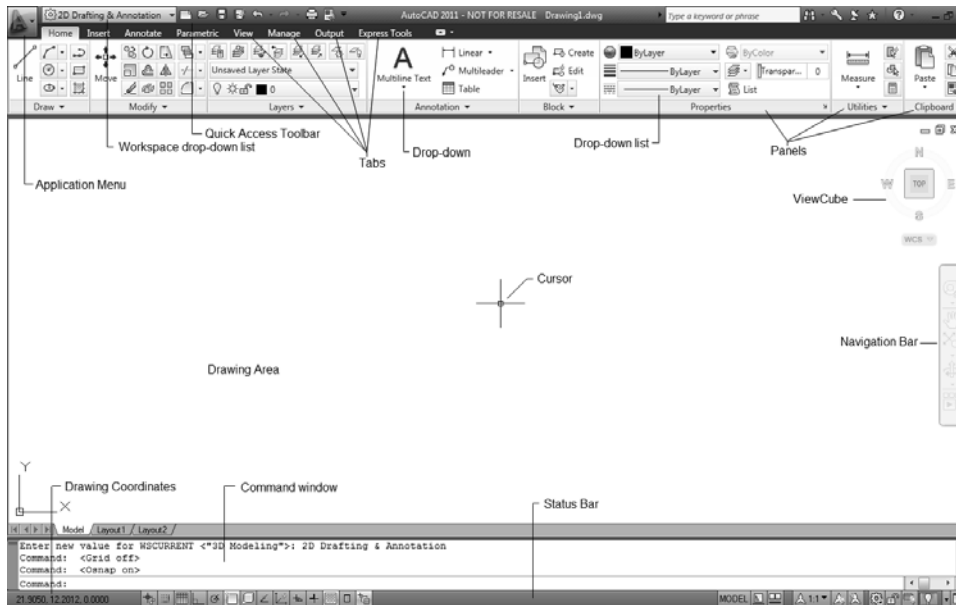 2D Drafting & Annotation
AutoCAD 2011 - NOT FOR RESALE Drawing1.dwg
Type a keyword or phrase
Home Insert Annotate Parametric View Manage Output Express Tools
Line
Move
Unsaved Layer State
0
Multiline Text
Linear
Multileader
Table
Insert
Create
Edit
ByLayer
ByLayer
ByLayer
ByColor
Transpar... 0
List
Measure
Paste
Draw Modify Layers Annotation Block Properties Utilities Clipboard
Quick Access Toolbar
Workspace drop-down list
Tabs
Drop-down
Drop-down list
Panels
Application Menu
ViewCube
N
W TOP E
S
WCS
Cursor
Navigation Bar
Drawing Area
Y
X
Drawing Coordinates
Command window
Status Bar
Model Layout1 Layout2
Enter new value for WSCURRENT <"3D Modeling">: 2D Drafting & Annotation
Command: <Grid off>
Command: <Osnap on>
Command:
21.9050, 12.2012, 0.0000
MODEL
1:1